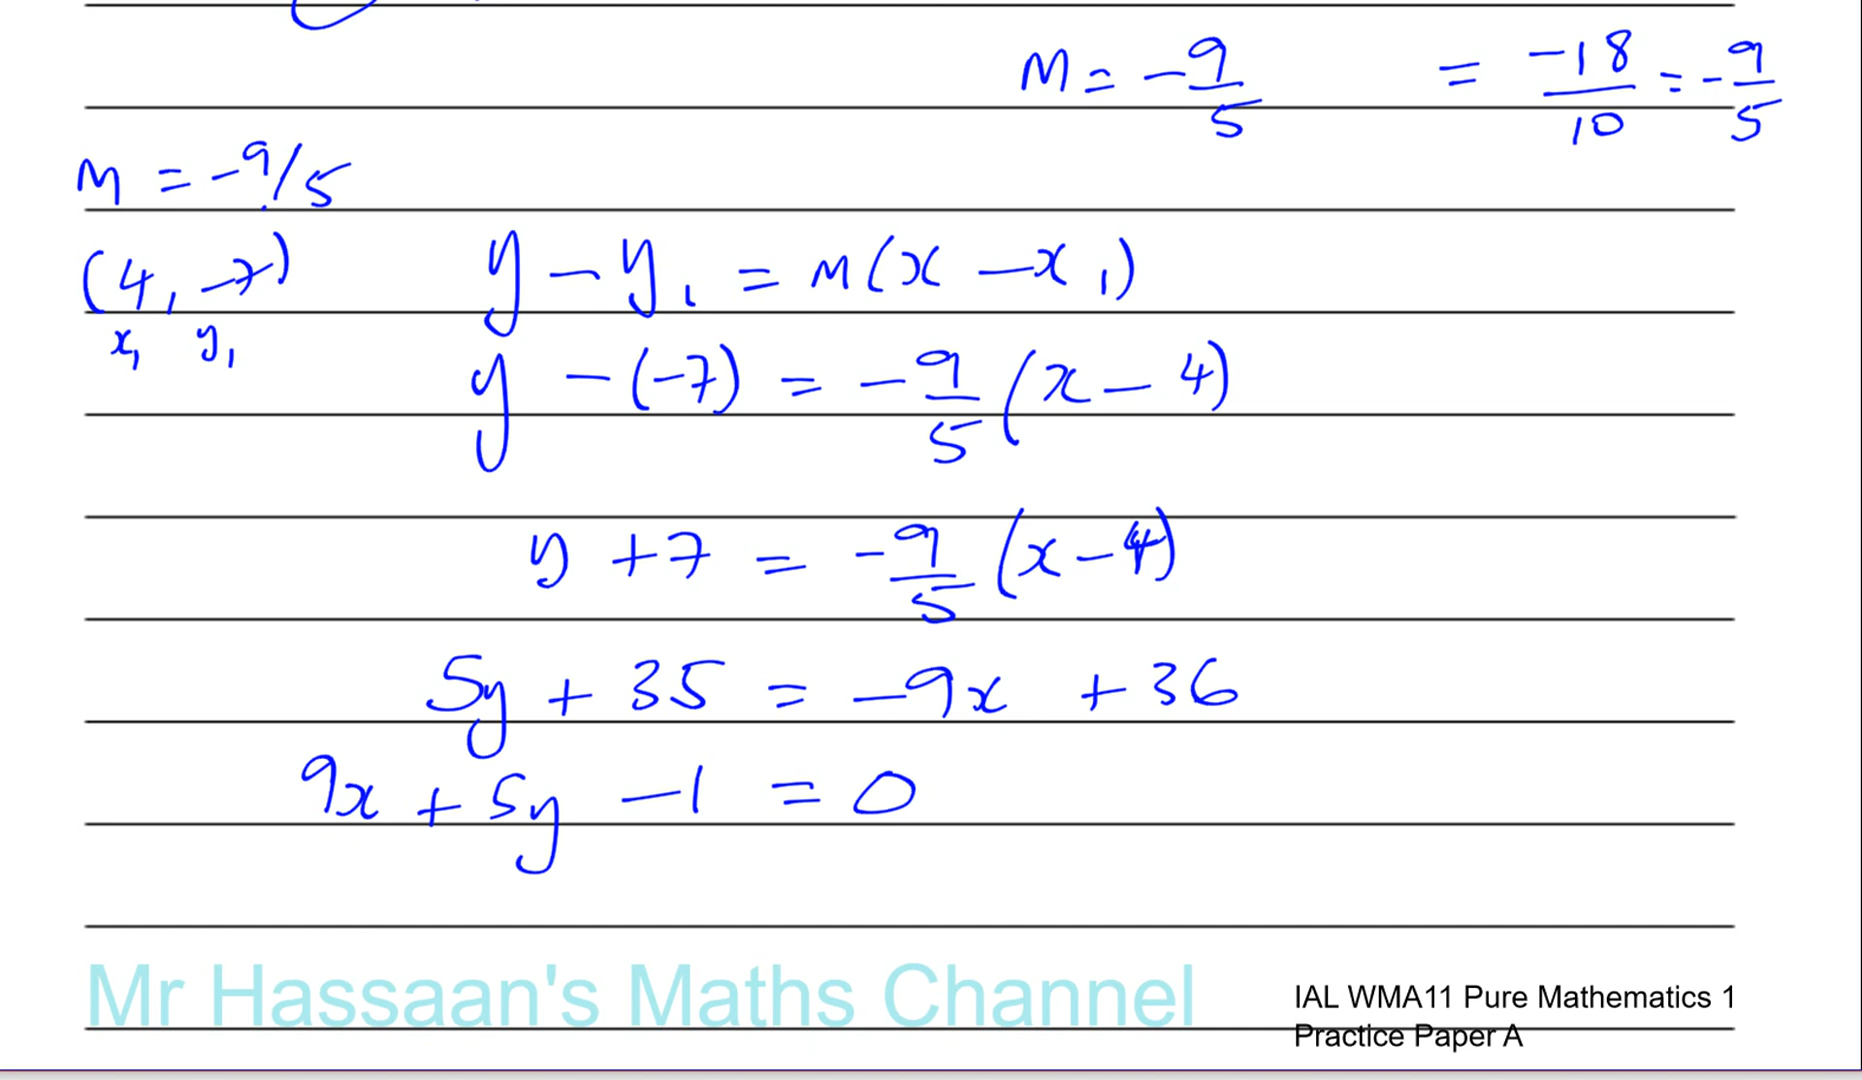 M = -9/5 = -18/10 = -9/5
M = -9/5
(4, -7) y - y₁ = M(x - x₁)
x₁ y₁
y - (-7) = -9/5 (x - 4)
y + 7 = -9/5 (x - 4)
5y + 35 = -9x + 36
9x + 5y - 1 = 0
Mr Hassaan's Maths Channel
IAL WMA11 Pure Mathematics 1
Practice Paper A